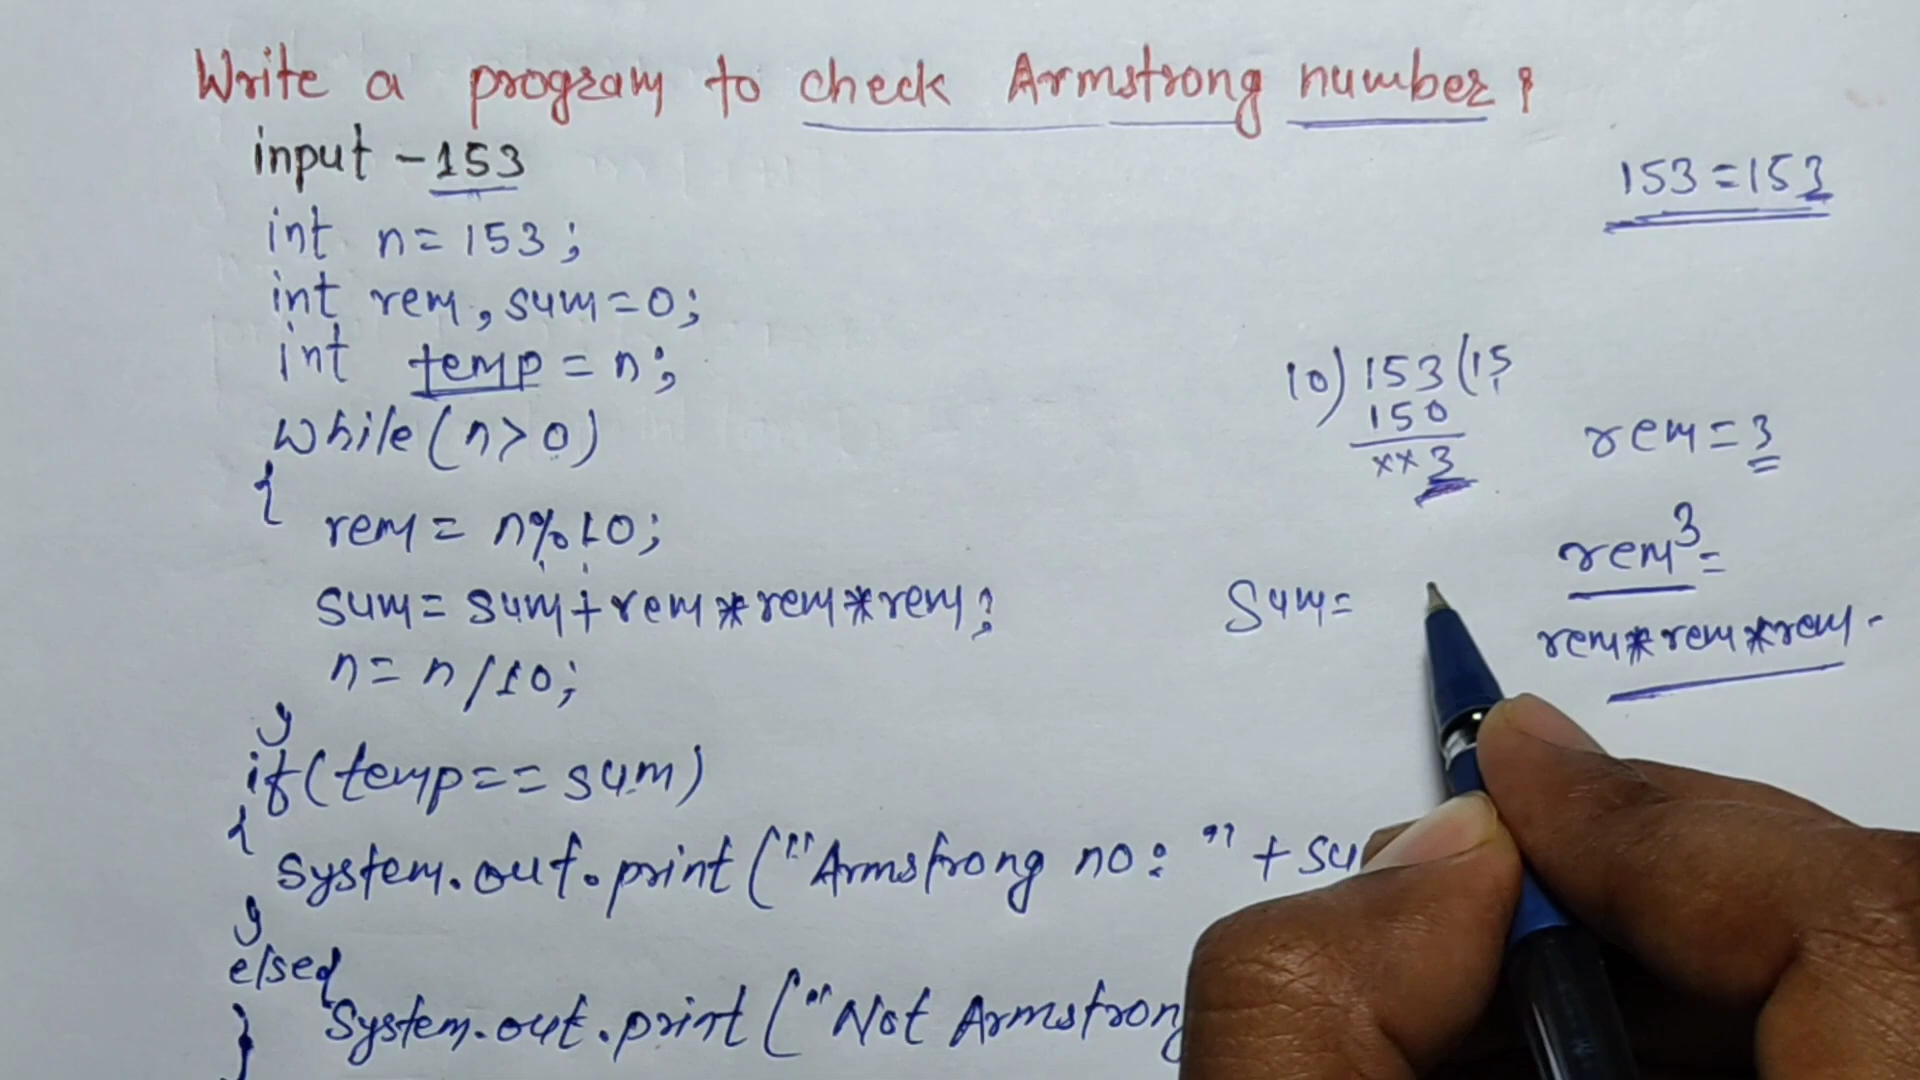 Write a program to check Armstrong number?
input - 153
int n = 153;
int rem, sum = 0;
int temp = n;
while(n>0)
{
rem = n%10;
sum = sum + rem * rem * rem;
n = n/10;
}
if(temp == sum)
{
System.out.print("Armstrong no: " + su
}
else{
System.out.print("Not Armstrong
}
153 = 153
10) 153 (15
150
xx3
rem = 3
rem³ =
rem * rem * rem
Sum =